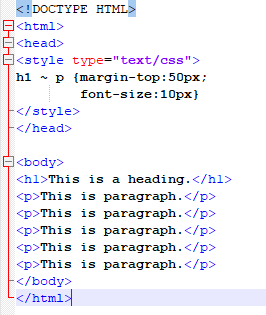 <!DOCTYPE HTML>
<html>
<head>
<style type="text/css">
h1 ~ p {margin-top:50px;
font-size:10px}
</style>
</head>
<body>
<h1>This is a heading.</h1>
<p>This is paragraph.</p>
<p>This is paragraph.</p>
<p>This is paragraph.</p>
<p>This is paragraph.</p>
<p>This is paragraph.</p>
</body>
</html>